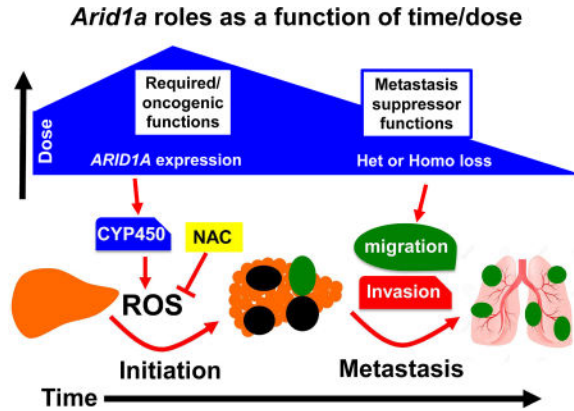 Arid1a roles as a function of time/dose
Dose
Required/
oncogenic
functions
Metastasis
suppressor
functions
ARID1A expression
Het or Homo loss
CYP450
NAC
migration
Invasion
ROS
Initiation
Metastasis
Time